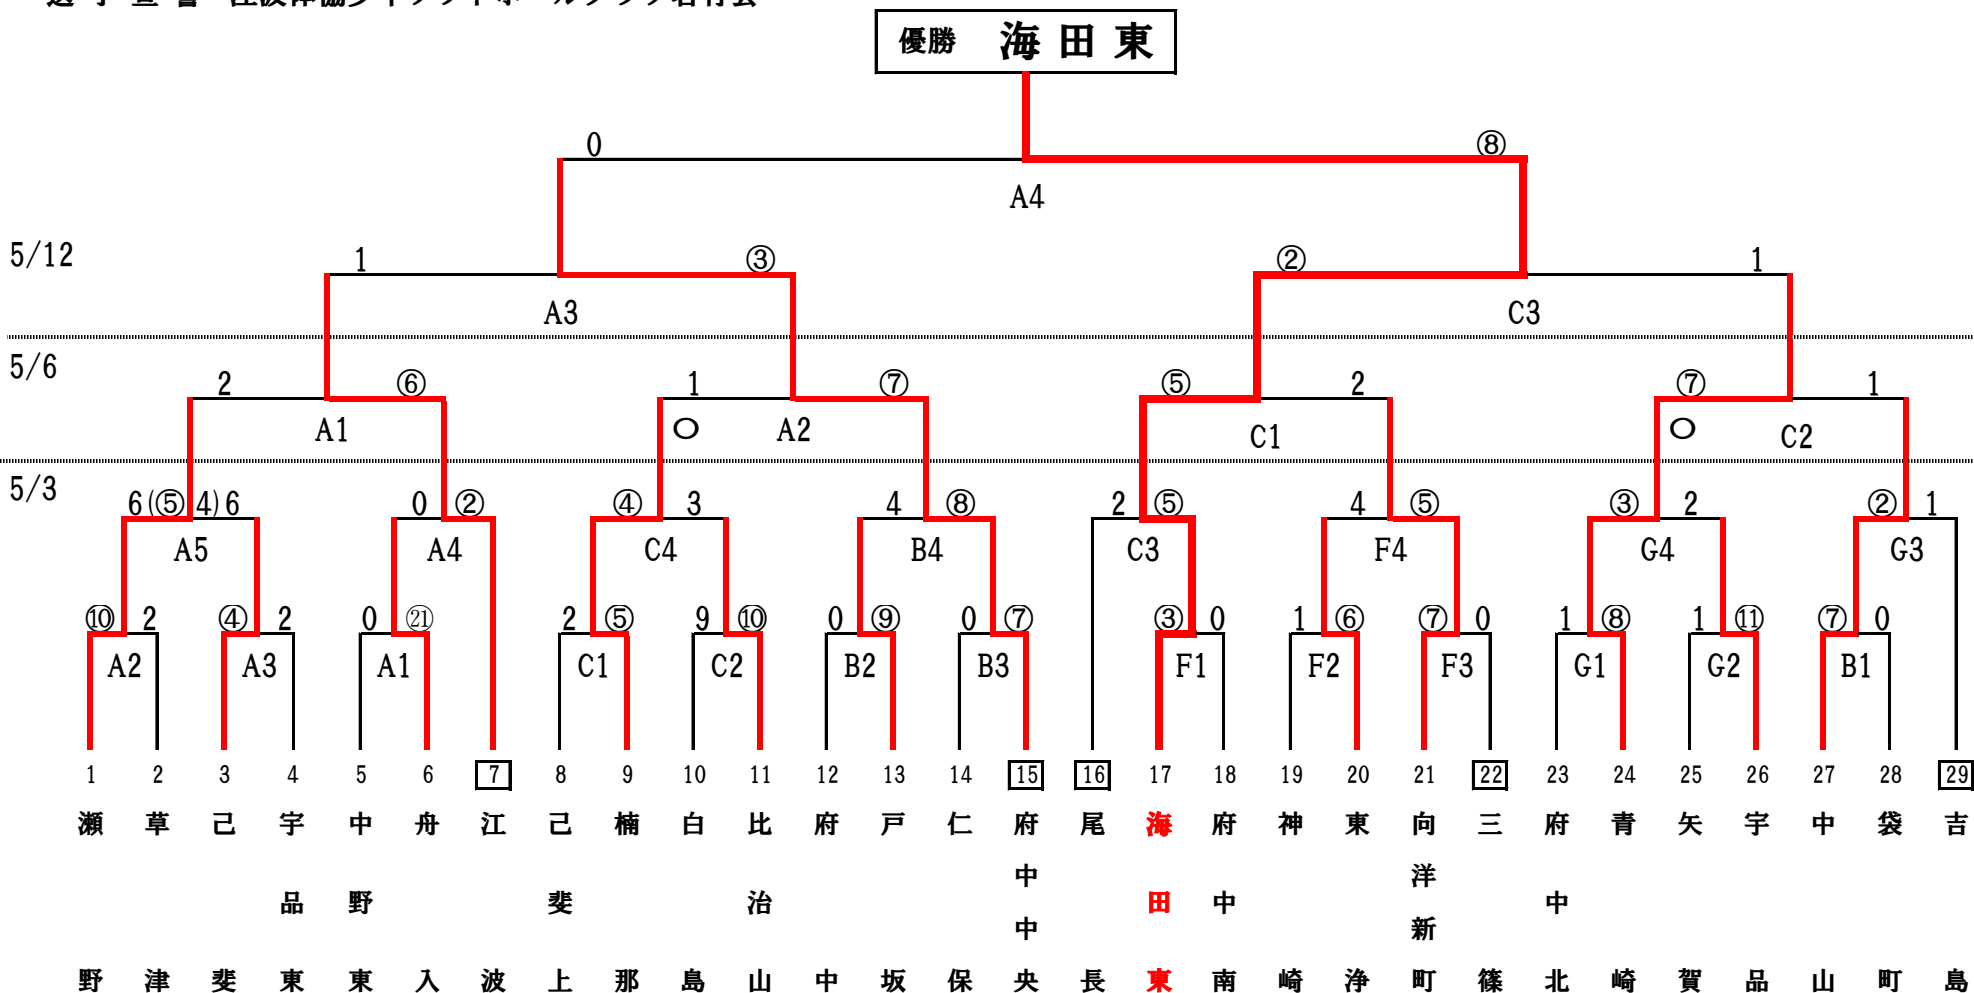 優勝 海田東
0 ⑧
A4
5/12 1 ③ ② 1
A3 C3
5/6 2 ⑥ 1 ⑦ ⑤ 2 ⑦ 1
A1 ○ A2 C1 ○ C2
5/3 6(⑤ 4)6 0 ② ④ 3 4 ⑧ 2 ⑤ 4 ⑤ ③ 2 ② 1
A5 A4 C4 B4 C3 F4 G4 G3
⑩ 2 ④ 2 0 ㉑ 2 ⑤ 9 ⑩ 0 ⑨ 0 ⑦ ③ 0 1 ⑥ ⑦ 0 1 ⑧ 1 ⑪ ⑦ 0
A2 A3 A1 C1 C2 B2 B3 F1 F2 F3 G1 G2 B1
1 2 3 4 5 6 7 8 9 10 11 12 13 14 15 16 17 18 19 20 21 22 23 24 25 26 27 28 29
瀬野
草津
己斐
宇品東
中野東
舟入
江波
己斐上
楠那
白島
比治山
府中
戸坂
仁保
府中中央
尾長
海田東
府中南
神崎
東浄
向洋新町
三篠
府中北
青崎
矢賀
宇品
中山
袋町
吉島